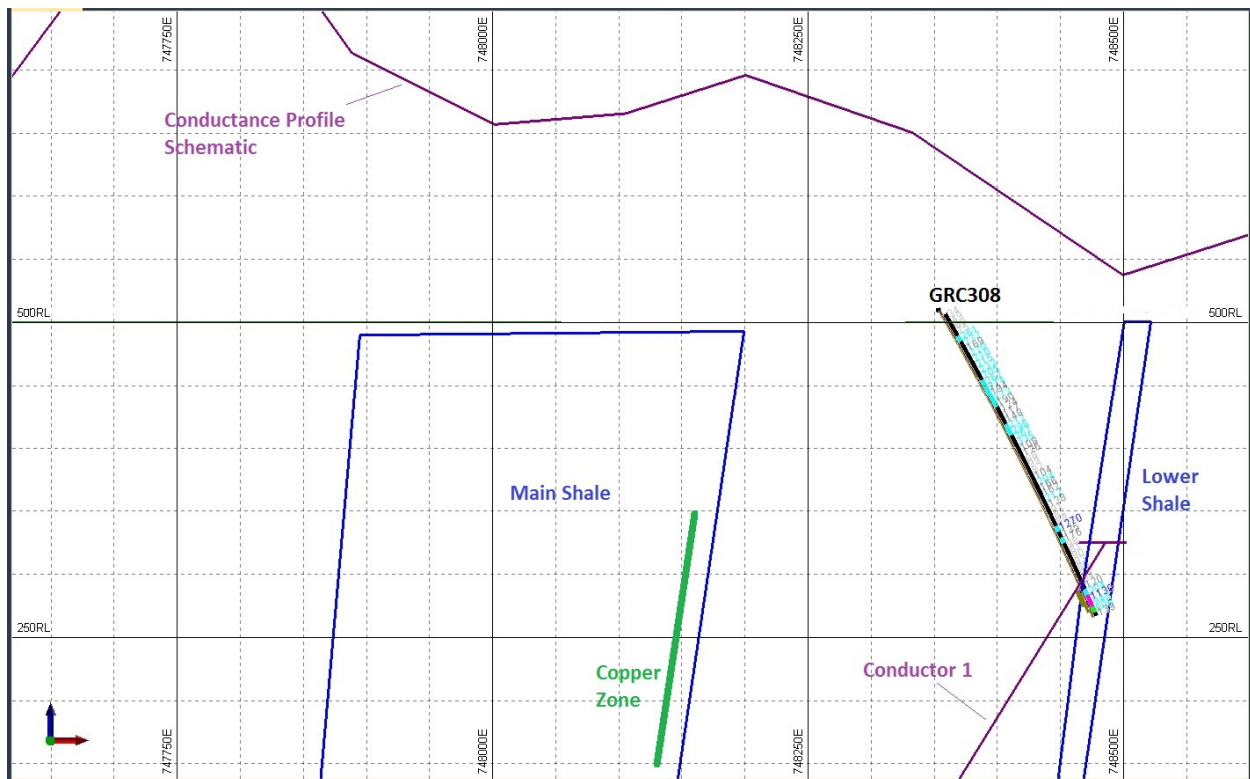 747750E
748000E
748250E
748500E
Conductance Profile
Schematic
GRC308
500RL
500RL
Main Shale
Lower
Shale
1270
250RL
250RL
Copper
Zone
Conductor 1
747750E
748000E
748250E
748500E